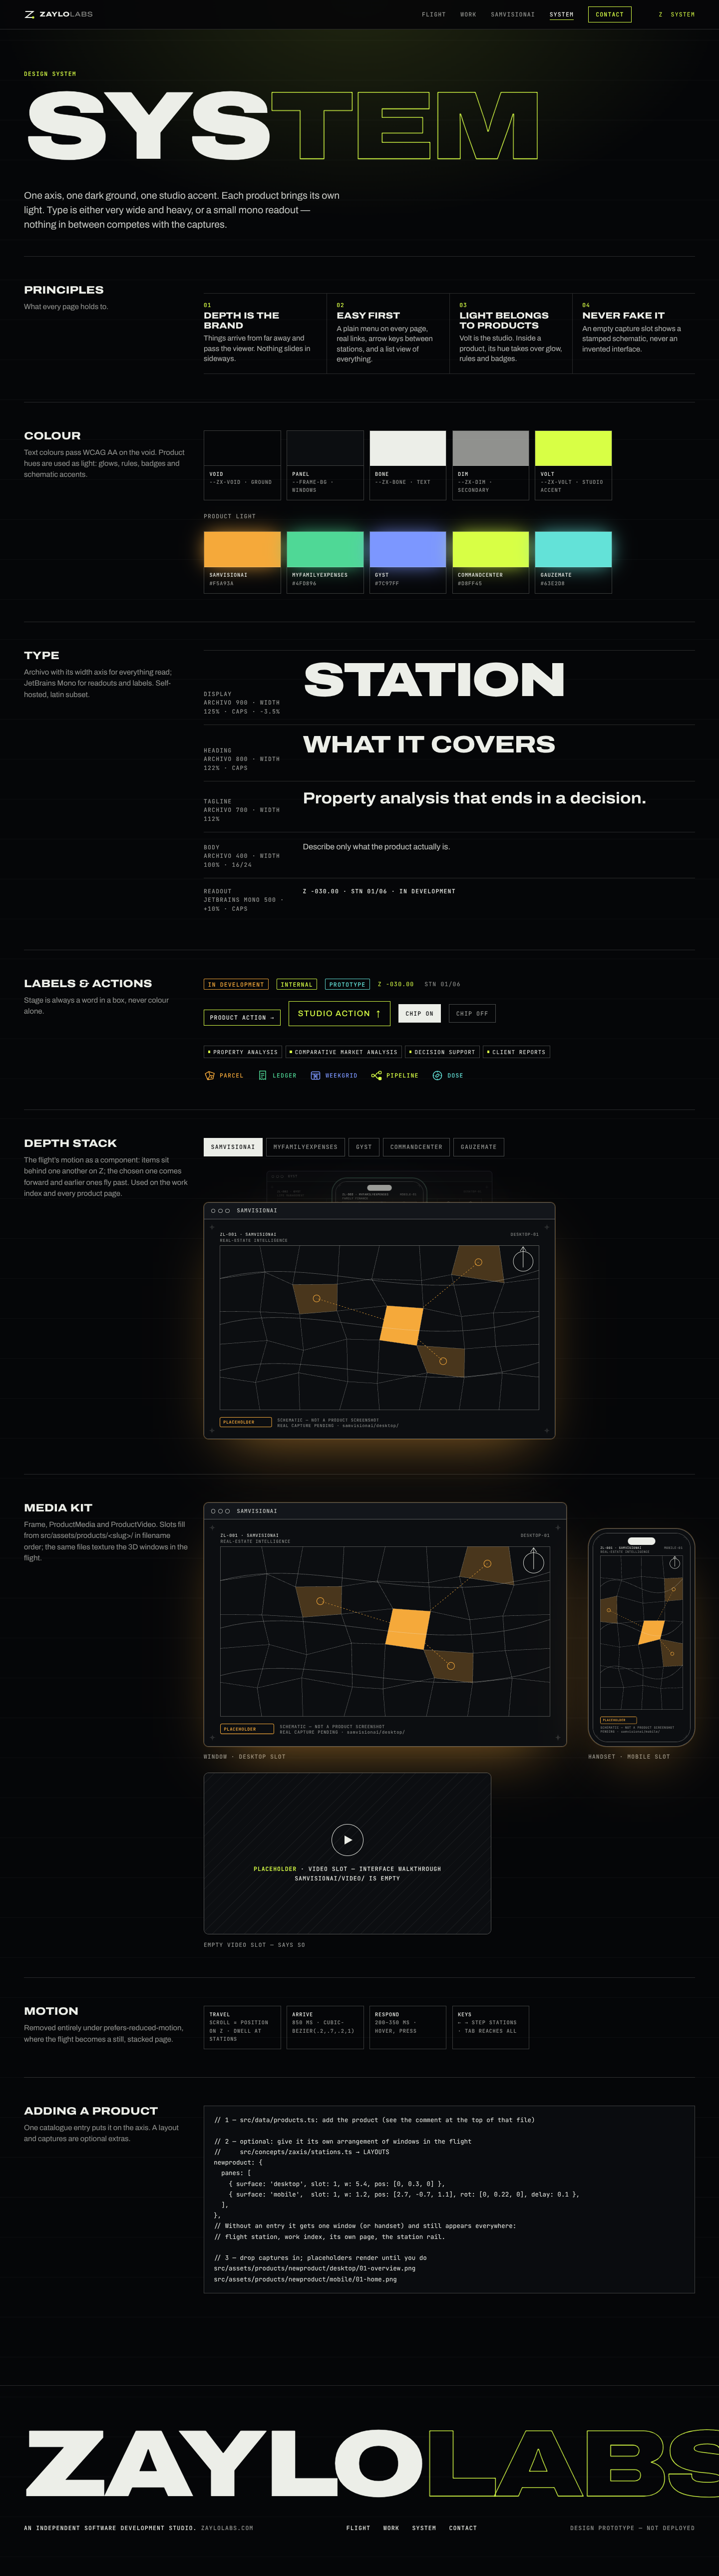 ZAYLOLABS
FLIGHT WORK SAMVISIONAI SYSTEM CONTACT Z SYSTEM
DESIGN SYSTEM
SYSTEM
One axis, one dark ground, one studio accent. Each product brings its own
light. Type is either very wide and heavy, or a small mono readout —
nothing in between competes with the captures.
PRINCIPLES
What every page holds to.
01
DEPTH IS THE
BRAND
Things arrive from far away and
pass the viewer. Nothing slides in
sideways.
02
EASY FIRST
A plain menu on every page,
real links, arrow keys between
stations, and a list view of
everything.
03
LIGHT BELONGS
TO PRODUCTS
Volt is the studio. Inside a
product, its hue takes over glow,
rules and badges.
04
NEVER FAKE IT
An empty capture slot shows a
stamped schematic, never an
invented interface.
COLOUR
Text colours pass WCAG AA on the void. Product
hues are used as light: glows, rules, badges and
schematic accents.
VOID
--ZX-VOID · GROUND
PANEL
--FRAME-BG ·
WINDOWS
BONE
--ZX-BONE · TEXT
DIM
--ZX-DIM ·
SECONDARY
VOLT
--ZX-VOLT · STUDIO
ACCENT
PRODUCT LIGHT
SAMVISIONAI
#F5A93A
MYFAMILYEXPENSES
#4FD896
GYST
#7C97FF
COMMANDCENTER
#D8FF45
GAUZEMATE
#63E2D8
TYPE
Archivo with its width axis for everything read;
JetBrains Mono for readouts and labels. Self-
hosted, latin subset.
DISPLAY
ARCHIVO 900 · WIDTH
125% · CAPS · -3.5%
STATION
HEADING
ARCHIVO 800 · WIDTH
122% · CAPS
WHAT IT COVERS
TAGLINE
ARCHIVO 700 · WIDTH
112%
Property analysis that ends in a decision.
BODY
ARCHIVO 400 · WIDTH
100% · 16/24
Describe only what the product actually is.
READOUT
JETBRAINS MONO 500 ·
+10% · CAPS
Z -030.00 · STN 01/06 · IN DEVELOPMENT
LABELS & ACTIONS
Stage is always a word in a box, never colour
alone.
IN DEVELOPMENT INTERNAL PROTOTYPE Z -030.00 STN 01/06
PRODUCT ACTION → STUDIO ACTION ↑ CHIP ON CHIP OFF
PROPERTY ANALYSIS COMPARATIVE MARKET ANALYSIS DECISION SUPPORT CLIENT REPORTS
PARCEL LEDGER WEEKGRID PIPELINE DOSE
DEPTH STACK
The flight's motion as a component: items sit
behind one another on Z; the chosen one comes
forward and earlier ones fly past. Used on the work
index and every product page.
SAMVISIONAI MYFAMILYEXPENSES GYST COMMANDCENTER GAUZEMATE
SAMVISIONAI
ZL-001 · SAMVISIONAI
REAL-ESTATE INTELLIGENCE
DESKTOP-01
PLACEHOLDER
SCHEMATIC — NOT A PRODUCT SCREENSHOT
REAL CAPTURE PENDING · samvisionai/desktop/
MEDIA KIT
Frame, ProductMedia and ProductVideo. Slots fill
from src/assets/products/<slug>/ in filename
order; the same files texture the 3D windows in the
flight.
SAMVISIONAI
ZL-001 · SAMVISIONAI
REAL-ESTATE INTELLIGENCE
DESKTOP-01
PLACEHOLDER
SCHEMATIC — NOT A PRODUCT SCREENSHOT
REAL CAPTURE PENDING · samvisionai/desktop/
WINDOW · DESKTOP SLOT
ZL-001 · SAMVISIONAI
REAL-ESTATE INTELLIGENCE
PLACEHOLDER
SCHEMATIC — NOT A PRODUCT SCREENSHOT
HANDSET · MOBILE SLOT
PLACEHOLDER · VIDEO SLOT — INTERFACE WALKTHROUGH
SAMVISIONAI/VIDEO/ IS EMPTY
EMPTY VIDEO SLOT — SAYS SO
MOTION
Removed entirely under prefers-reduced-motion,
where the flight becomes a still, stacked page.
TRAVEL
SCROLL = POSITION
ON Z · DWELL AT
STATIONS
ARRIVE
850 MS · CUBIC-
BEZIER(.2,.7,.2,1)
RESPOND
200–350 MS ·
HOVER, PRESS
KEYS
← → STEP STATIONS
· TAB REACHES ALL
ADDING A PRODUCT
One catalogue entry puts it on the axis. A layout
and captures are optional extras.
// 1 — src/data/products.ts: add the product (see the comment at the top of that file)
// 2 — optional: give it its own arrangement of windows in the flight
// src/concepts/zaxis/stations.ts → LAYOUTS
newproduct: {
panes: [
{ surface: 'desktop', slot: 1, w: 5.4, pos: [0, 0.3, 0] },
{ surface: 'mobile', slot: 1, w: 1.2, pos: [2.7, -0.7, 1.1], rot: [0, 0.22, 0], delay: 0.1 },
],
},
// Without an entry it gets one window (or handset) and still appears everywhere:
// flight station, work index, its own page, the station rail.
// 3 — drop captures in; placeholders render until you do
src/assets/products/newproduct/desktop/01-overview.png
src/assets/products/newproduct/mobile/01-home.png
ZAYLOLABS
AN INDEPENDENT SOFTWARE DEVELOPMENT STUDIO. ZAYLOLABS.COM
FLIGHT WORK SYSTEM CONTACT
DESIGN PROTOTYPE — NOT DEPLOYED